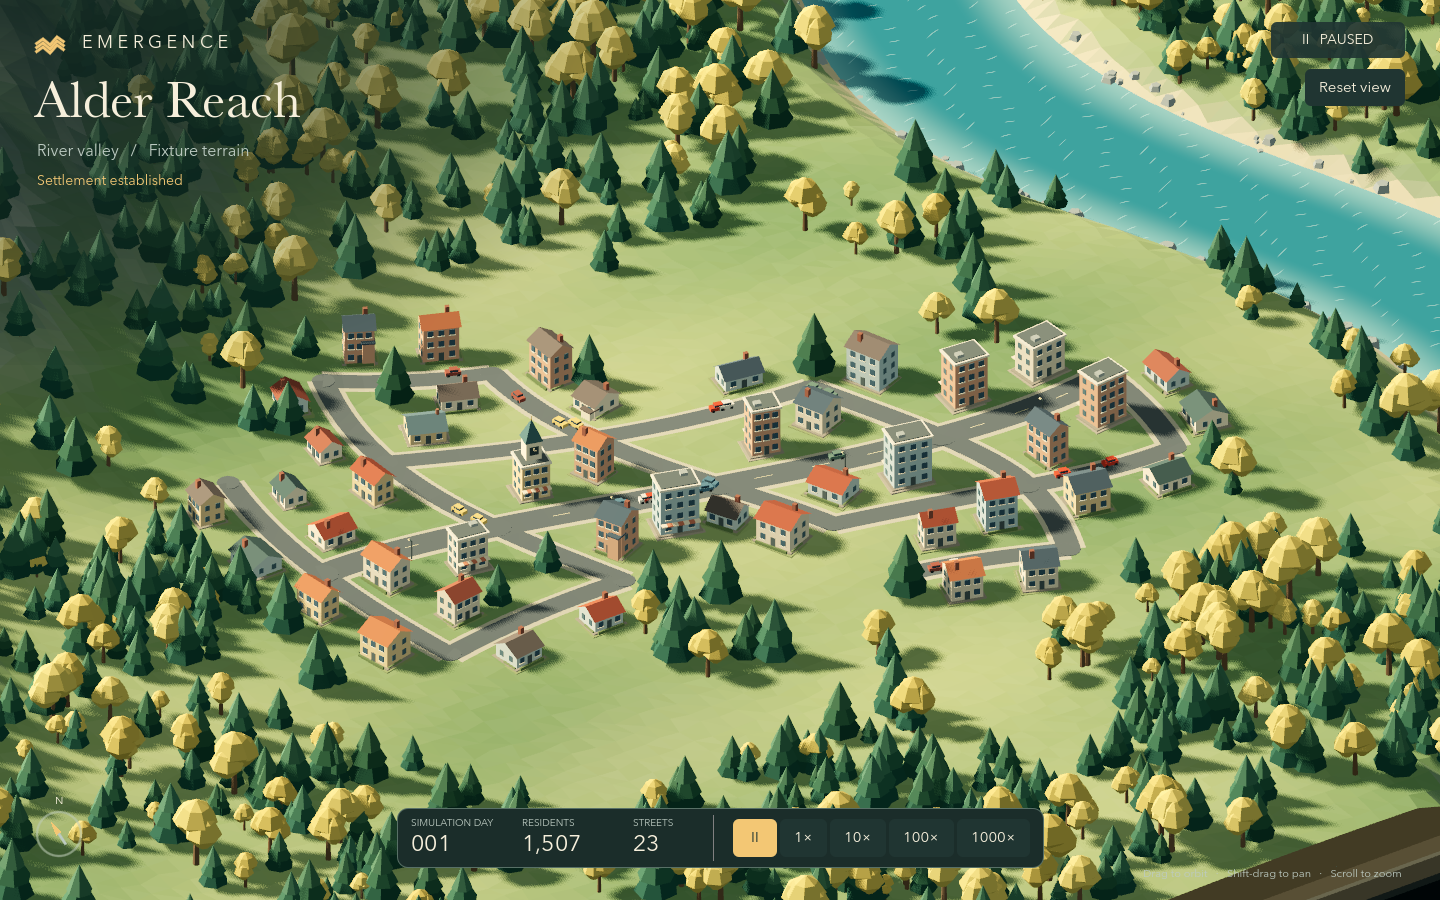 EMERGENCE
Alder Reach
River valley / Fixture terrain
Settlement established
II PAUSED
Reset view
N
SIMULATION DAY
001
RESIDENTS
1,507
STREETS
23
II
1×
10×
100×
1000×
Shift-drag to pan · Scroll to zoom